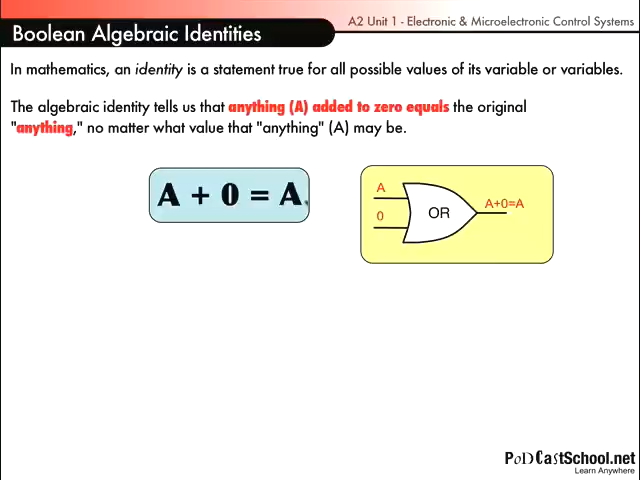 A2 Unit 1 - Electronic & Microelectronic Control Systems
Boolean Algebraic Identities
In mathematics, an identity is a statement true for all possible values of its variable or variables.
The algebraic identity tells us that anything (A) added to zero equals the original
"anything," no matter what value that "anything" (A) may be.
A + 0 = A
A
0
OR
A+0=A
PoDCastSchool.net
Learn Anywhere